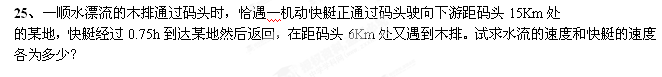 25、一顺水漂流的木排通过码头时，恰遇一机动快艇正通过码头驶向下游距码头 15Km 处
的某地，快艇经过 0.75h 到达某地然后返回，在距码头 6Km 处又遇到木排。试求水流的速度和快艇的速度
各为多少?